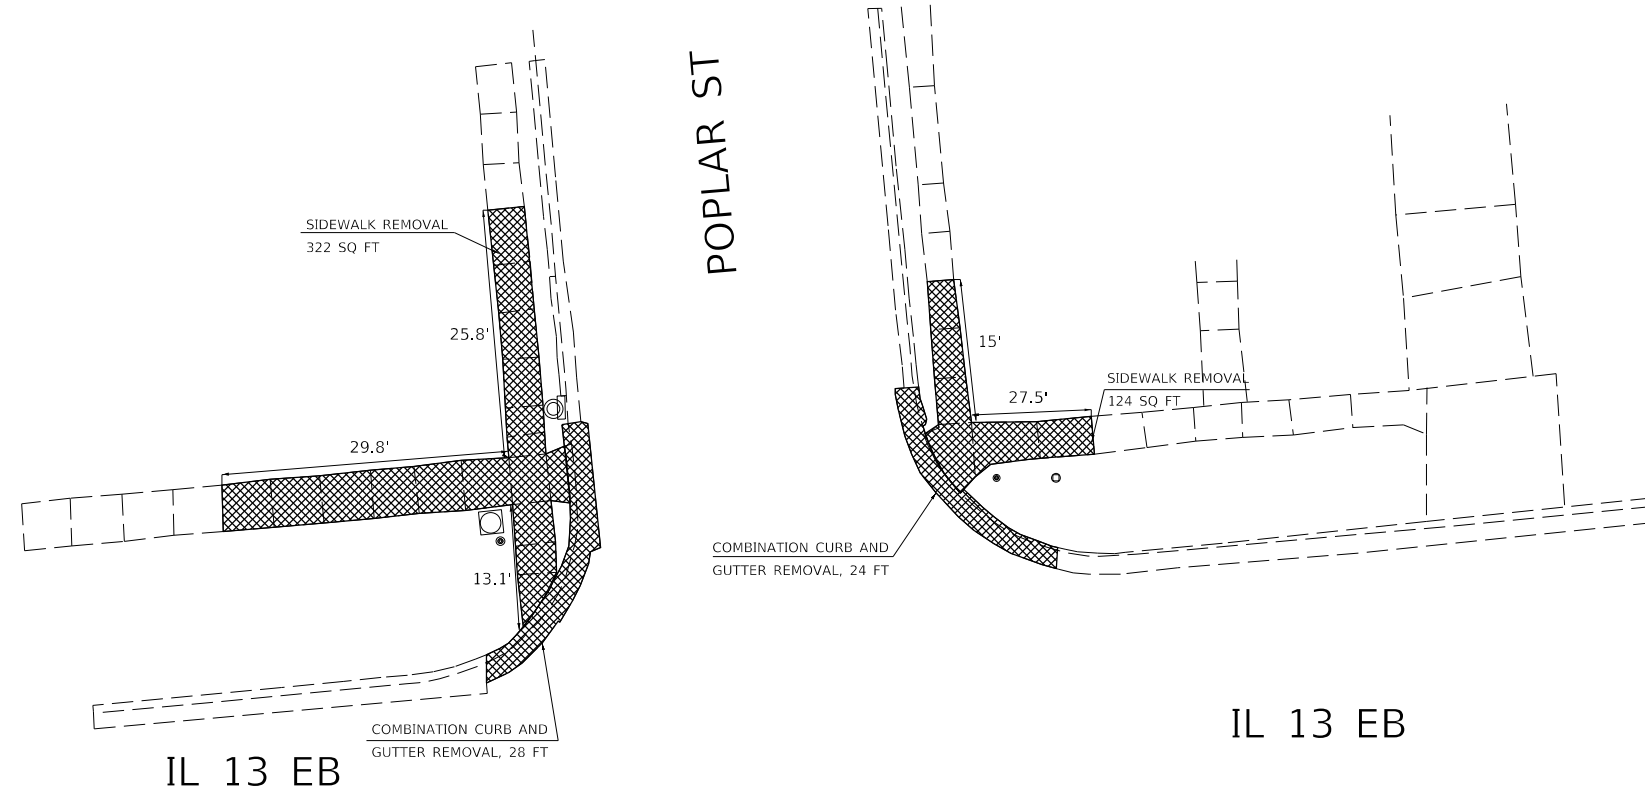 POPLAR ST
SIDEWALK REMOVAL
322 SQ FT
25.8'
29.8'
13.1'
COMBINATION CURB AND
GUTTER REMOVAL, 28 FT
IL 13 EB
15'
27.5'
SIDEWALK REMOVAL
124 SQ FT
COMBINATION CURB AND
GUTTER REMOVAL, 24 FT
IL 13 EB